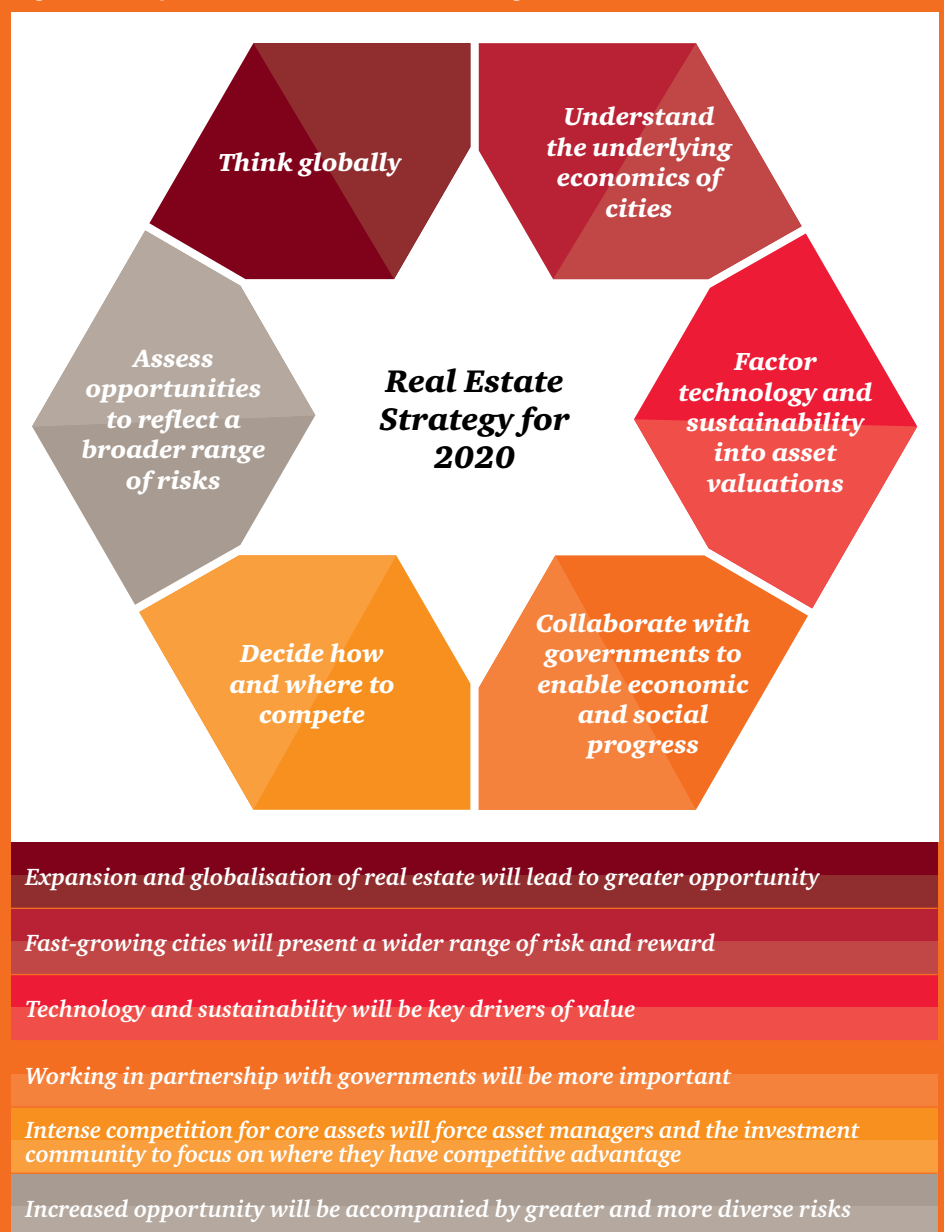 Think globally
Understand
the underlying
economics of
cities
Assess
opportunities
to reflect a
broader range
of risks
Real Estate
Strategy for
2020
Factor
technology and
sustainability
into asset
valuations
Decide how
and where to
compete
Collaborate with
governments to
enable economic
and social
progress
Expansion and globalisation of real estate will lead to greater opportunity
Fast-growing cities will present a wider range of risk and reward
Technology and sustainability will be key drivers of value
Working in partnership with governments will be more important
Intense competition for core assets will force asset managers and the investment
community to focus on where they have competitive advantage
Increased opportunity will be accompanied by greater and more diverse risks